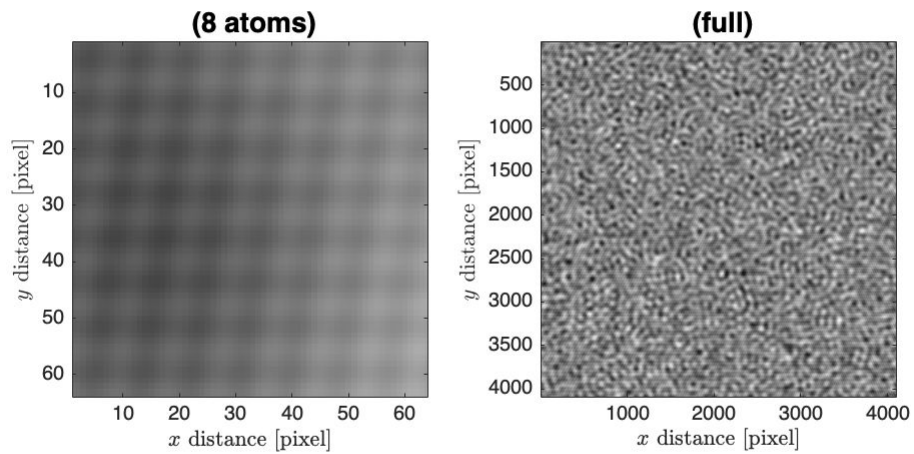 (8 atoms)
10
20
30
40
50
60
y distance [pixel]
10 20 30 40 50 60
x distance [pixel]
(full)
500
1000
1500
2000
2500
3000
3500
4000
y distance [pixel]
1000 2000 3000 4000
x distance [pixel]